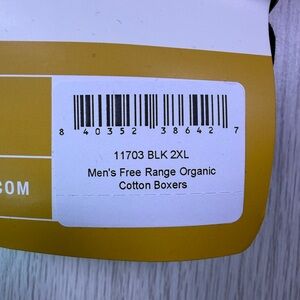 8 40352 38642 7
11703 BLK 2XL
Men's Free Range Organic
Cotton Boxers
COM